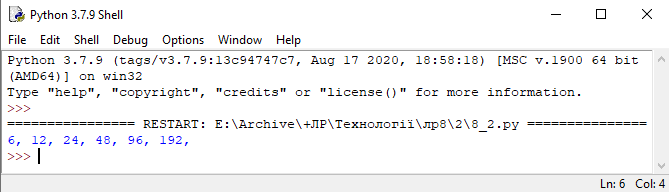 Python 3.7.9 Shell
File Edit Shell Debug Options Window Help
Python 3.7.9 (tags/v3.7.9:13c94747c7, Aug 17 2020, 18:58:18) [MSC v.1900 64 bit
(AMD64)] on win32
Type "help", "copyright", "credits" or "license()" for more information.
>>>
================ RESTART: E:\Archive\+ЛР\Технології\лр8\2\8_2.py ===============
6, 12, 24, 48, 96, 192,
>>>
Ln: 6 Col: 4